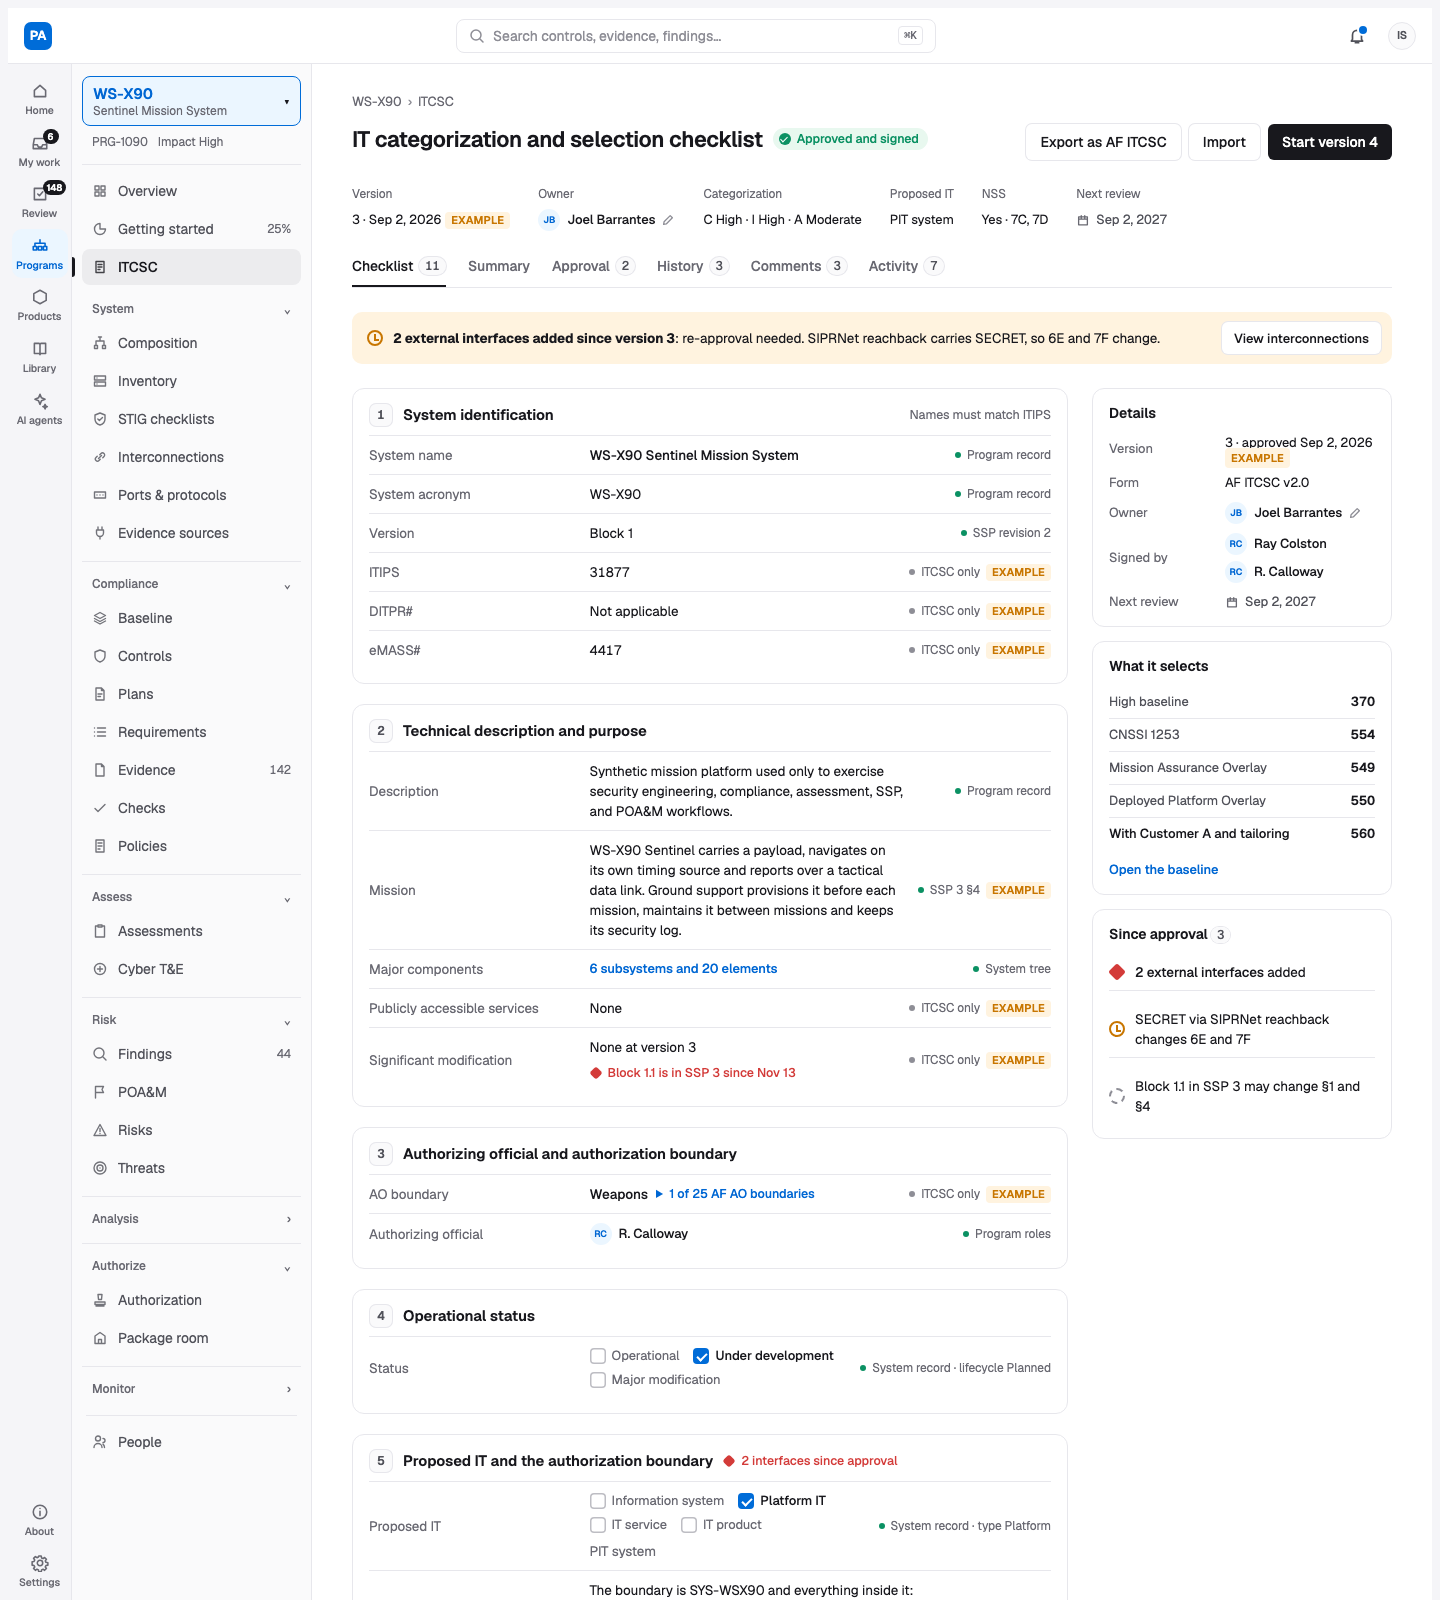 PA
Search controls, evidence, findings...
⌘K
IS
Home
6
My work
148
Review
Programs
Products
Library
AI agents
About
Settings
WS-X90
Sentinel Mission System
PRG-1090 Impact High
Overview
Getting started 25%
ITCSC
System
Composition
Inventory
STIG checklists
Interconnections
Ports & protocols
Evidence sources
Compliance
Baseline
Controls
Plans
Requirements
Evidence 142
Checks
Policies
Assess
Assessments
Cyber T&E
Risk
Findings 44
POA&M
Risks
Threats
Analysis
Authorize
Authorization
Package room
Monitor
People
WS-X90 › ITCSC
IT categorization and selection checklist Approved and signed
Export as AF ITCSC Import Start version 4
Version Owner Categorization Proposed IT NSS Next review
3 · Sep 2, 2026 EXAMPLE JB Joel Barrantes C High · I High · A Moderate PIT system Yes · 7C, 7D Sep 2, 2027
Checklist 11 Summary Approval 2 History 3 Comments 3 Activity 7
2 external interfaces added since version 3: re-approval needed. SIPRNet reachback carries SECRET, so 6E and 7F change.
View interconnections
1 System identification Names must match ITIPS
System name WS-X90 Sentinel Mission System Program record
System acronym WS-X90 Program record
Version Block 1 SSP revision 2
ITIPS 31877 ITCSC only EXAMPLE
DITPR# Not applicable ITCSC only EXAMPLE
eMASS# 4417 ITCSC only EXAMPLE
2 Technical description and purpose
Synthetic mission platform used only to exercise
Description security engineering, compliance, assessment, SSP, Program record
and POA&M workflows.
WS-X90 Sentinel carries a payload, navigates on
its own timing source and reports over a tactical
Mission data link. Ground support provisions it before each SSP 3 §4 EXAMPLE
mission, maintains it between missions and keeps
its security log.
Major components 6 subsystems and 20 elements System tree
Publicly accessible services None ITCSC only EXAMPLE
None at version 3
Significant modification ITCSC only EXAMPLE
Block 1.1 is in SSP 3 since Nov 13
3 Authorizing official and authorization boundary
AO boundary Weapons 1 of 25 AF AO boundaries ITCSC only EXAMPLE
Authorizing official RC R. Calloway Program roles
4 Operational status
Operational Under development
Status System record · lifecycle Planned
Major modification
5 Proposed IT and the authorization boundary 2 interfaces since approval
Information system Platform IT
Proposed IT IT service IT product System record · type Platform
PIT system
The boundary is SYS-WSX90 and everything inside it:
Details
Version 3 · approved Sep 2, 2026
EXAMPLE
Form AF ITCSC v2.0
Owner JB Joel Barrantes
Signed by RC Ray Colston
RC R. Calloway
Next review Sep 2, 2027
What it selects
High baseline 370
CNSSI 1253 554
Mission Assurance Overlay 549
Deployed Platform Overlay 550
With Customer A and tailoring 560
Open the baseline
Since approval 3
2 external interfaces added
SECRET via SIPRNet reachback
changes 6E and 7F
Block 1.1 in SSP 3 may change §1 and
§4